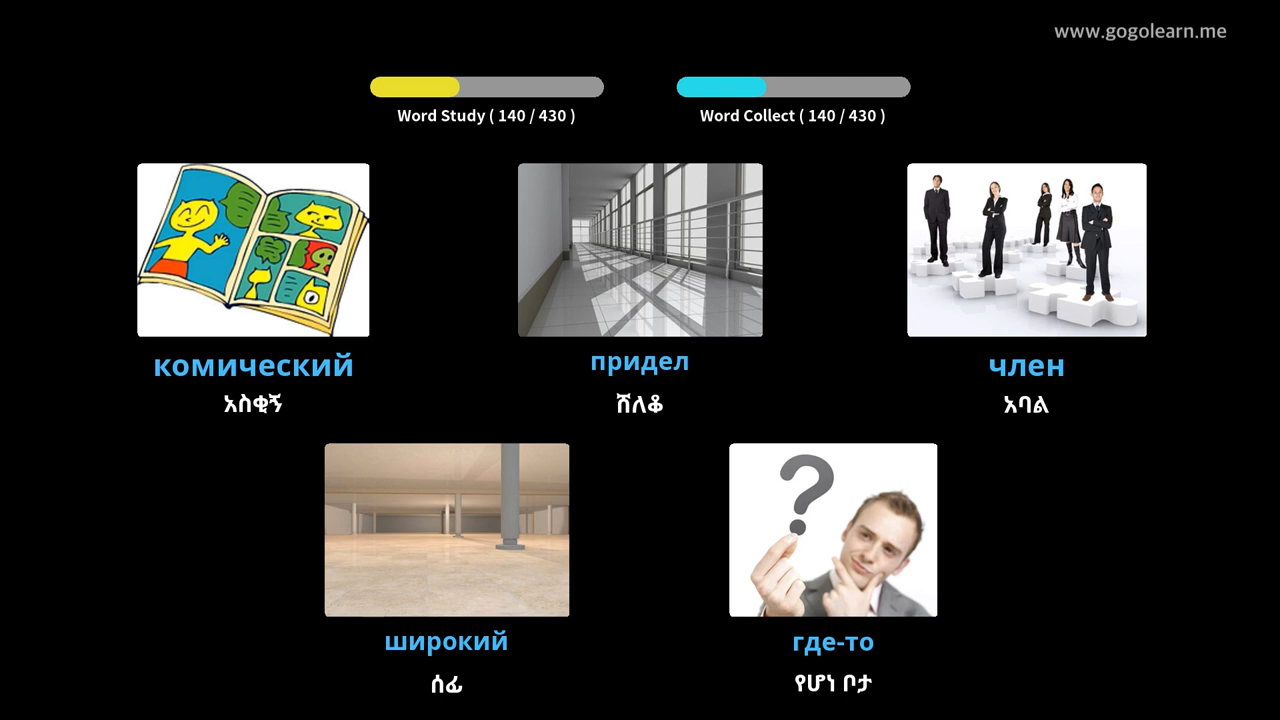 www.gogolearn.me
Word Study ( 140 / 430 )
Word Collect ( 140 / 430 )
комический
придел
член
አስቂኝ
ሸለቆ
አባል
широкий
где-то
ሰፊ
የሆነ ቦታ